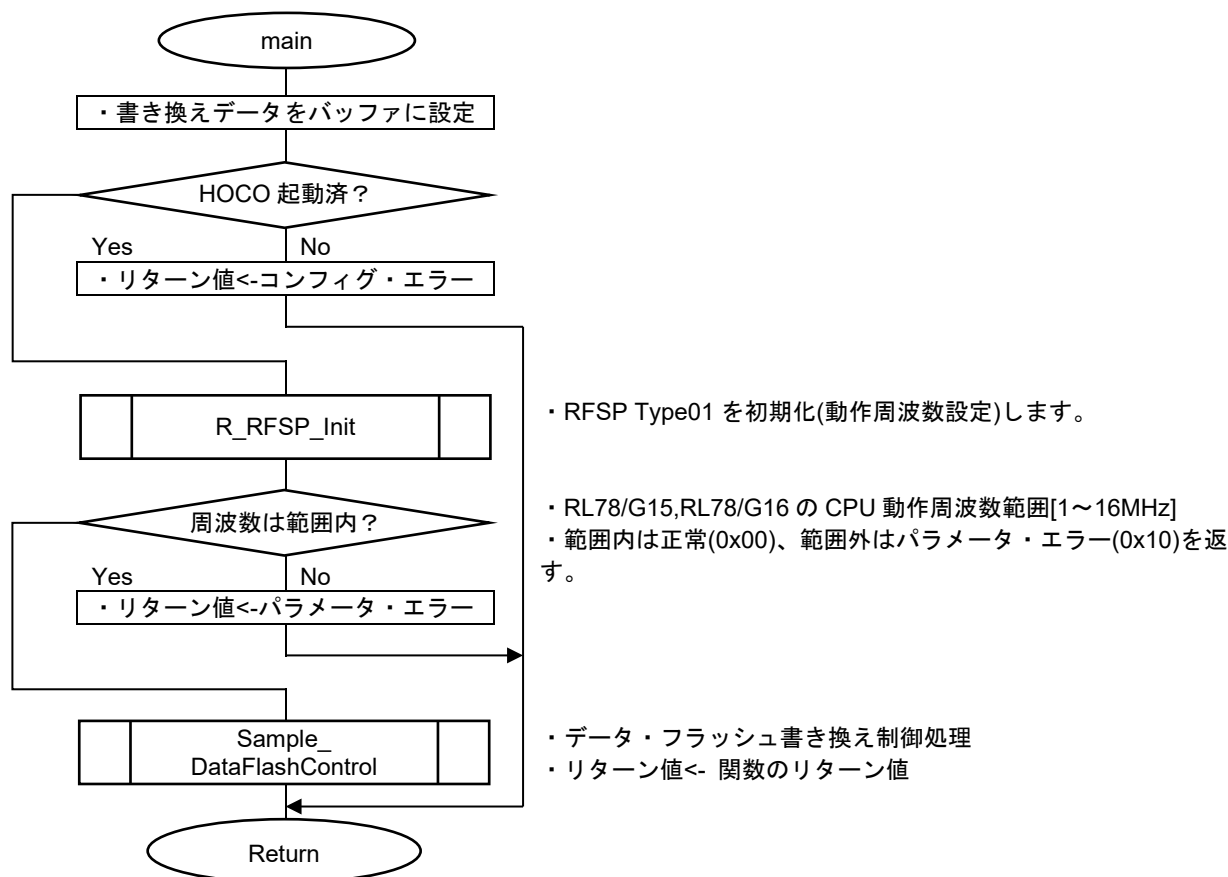 main
・書き換えデータをバッファに設定
HOCO 起動済？
Yes
No
・リターン値<-コンフィグ・エラー
R_RFSP_Init
・RFSP Type01 を初期化(動作周波数設定)します。
周波数は範囲内？
・RL78/G15,RL78/G16 の CPU 動作周波数範囲[1～16MHz]
・範囲内は正常(0x00)、範囲外はパラメータ・エラー(0x10)を返
す。
Yes
No
・リターン値<-パラメータ・エラー
Sample_
DataFlashControl
・データ・フラッシュ書き換え制御処理
・リターン値<- 関数のリターン値
Return